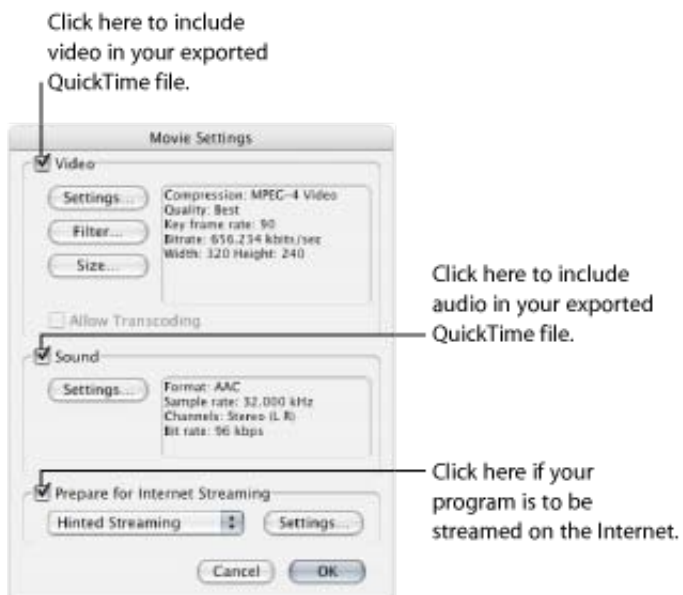 Click here to include
video in your exported
QuickTime file.
Movie Settings
Video
Settings...
Filter...
Size...
Compression: MPEG-4 Video
Quality: Best
Key frame rate: 90
Bitrate: 656.234 kbits/sec
Width: 320 Height: 240
Allow Transcoding
Click here to include
audio in your exported
QuickTime file.
Sound
Settings...
Format: AAC
Sample rate: 32.000 kHz
Channels: Stereo (L R)
Bit rate: 96 kbps
Click here if your
program is to be
streamed on the Internet.
Prepare for Internet Streaming
Hinted Streaming
Settings...
Cancel
OK